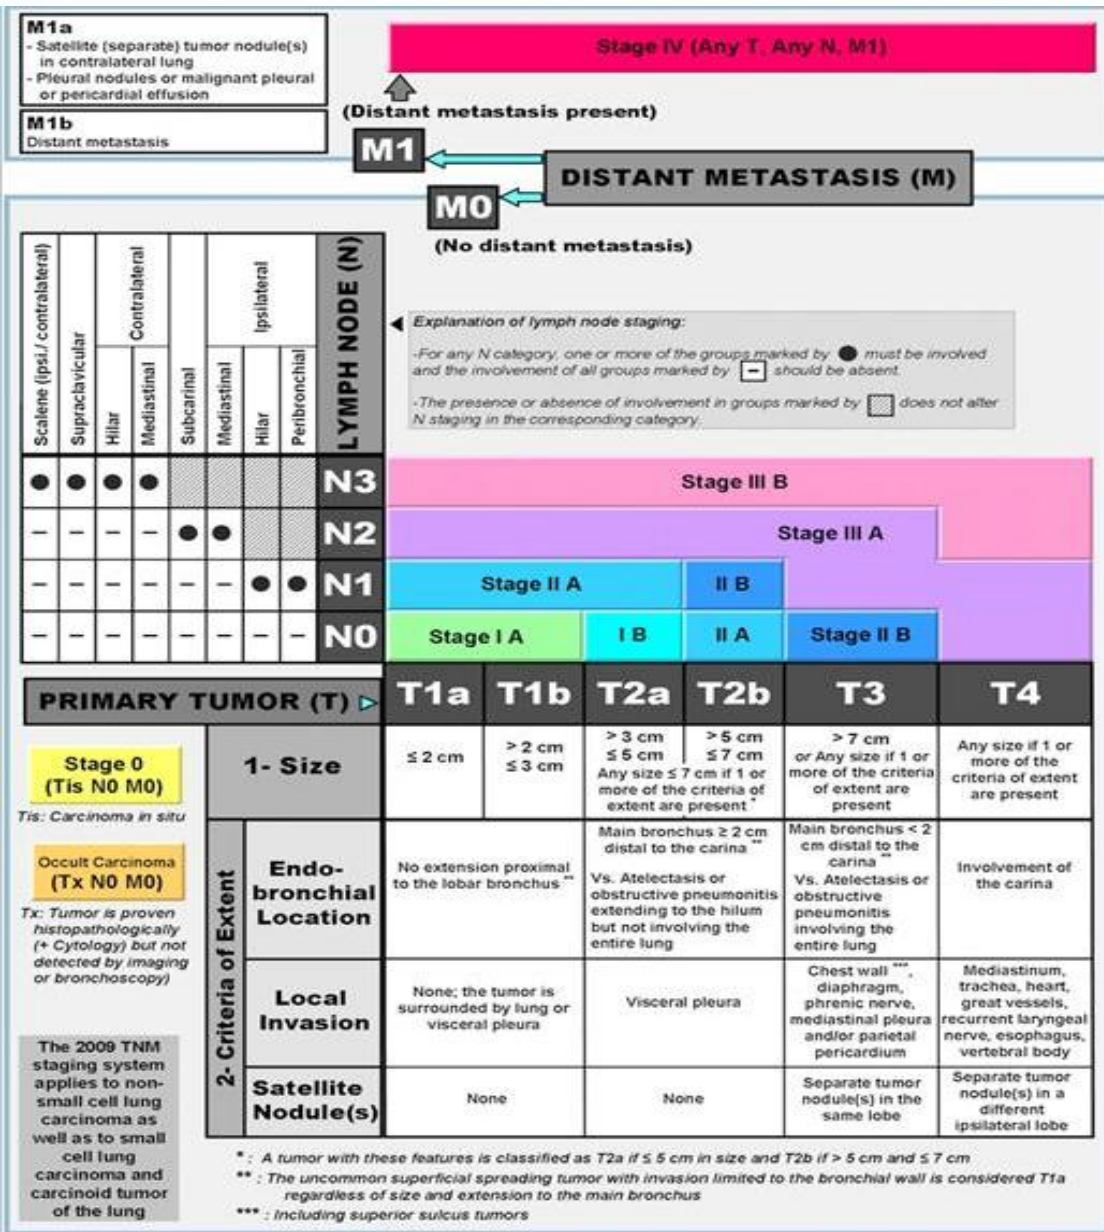 M1a
- Satellite (separate) tumor nodule(s)
in contralateral lung
- Pleural nodules or malignant pleural
or pericardial effusion
M1b
Distant metastasis
Stage IV (Any T, Any N, M1)
(Distant metastasis present)
M1
DISTANT METASTASIS (M)
M0
(No distant metastasis)
Scalene (ipsi./ contralateral)
Supraclavicular
Contralateral
Hilar
Mediastinal
Subcarinal
Ipsilateral
Mediastinal
Hilar
Peribronchial
LYMPH NODE (N)
Explanation of lymph node staging:
-For any N category, one or more of the groups marked by ● must be involved
and the involvement of all groups marked by – should be absent.
-The presence or absence of involvement in groups marked by does not alter
N staging in the corresponding category.
● ● ● ● N3
– – – – ● ● N2
– – – – – – ● ● N1
– – – – – – – – N0
Stage III B
Stage III A
Stage II A
II B
Stage I A
I B
II A
Stage II B
PRIMARY TUMOR (T)
T1a
T1b
T2a
T2b
T3
T4
Stage 0
(Tis N0 M0)
Tis: Carcinoma in situ
Occult Carcinoma
(Tx N0 M0)
Tx: Tumor is proven
histopathologically
(+ Cytology) but not
detected by imaging
or bronchoscopy)
The 2009 TNM
staging system
applies to non-
small cell lung
carcinoma as
well as to small
cell lung
carcinoma and
carcinoid tumor
of the lung
1- Size
≤ 2 cm
> 2 cm
≤ 3 cm
> 3 cm
≤ 5 cm
> 5 cm
≤ 7 cm
Any size ≤ 7 cm if 1 or
more of the criteria of
extent are present *
> 7 cm
or Any size if 1 or
more of the criteria
of extent are
present
Any size if 1 or
more of the
criteria of extent
are present
2- Criteria of Extent
Endo-
bronchial
Location
No extension proximal
to the lobar bronchus **
Main bronchus ≥ 2 cm
distal to the carina **
Vs. Atelectasis or
obstructive pneumonitis
extending to the hilum
but not involving the
entire lung
Main bronchus < 2
cm distal to the
carina **
Vs. Atelectasis or
obstructive
pneumonitis
involving the
entire lung
Involvement of
the carina
Local
Invasion
None; the tumor is
surrounded by lung or
visceral pleura
Visceral pleura
Chest wall ***,
diaphragm,
phrenic nerve,
mediastinal pleura
and/or parietal
pericardium
Mediastinum,
trachea, heart,
great vessels,
recurrent laryngeal
nerve, esophagus,
vertebral body
Satellite
Nodule(s)
None
None
Separate tumor
nodule(s) in the
same lobe
Separate tumor
nodule(s) in a
different
ipsilateral lobe
* : A tumor with these features is classified as T2a if ≤ 5 cm in size and T2b if > 5 cm and ≤ 7 cm
** : The uncommon superficial spreading tumor with invasion limited to the bronchial wall is considered T1a
regardless of size and extension to the main bronchus
*** : Including superior sulcus tumors